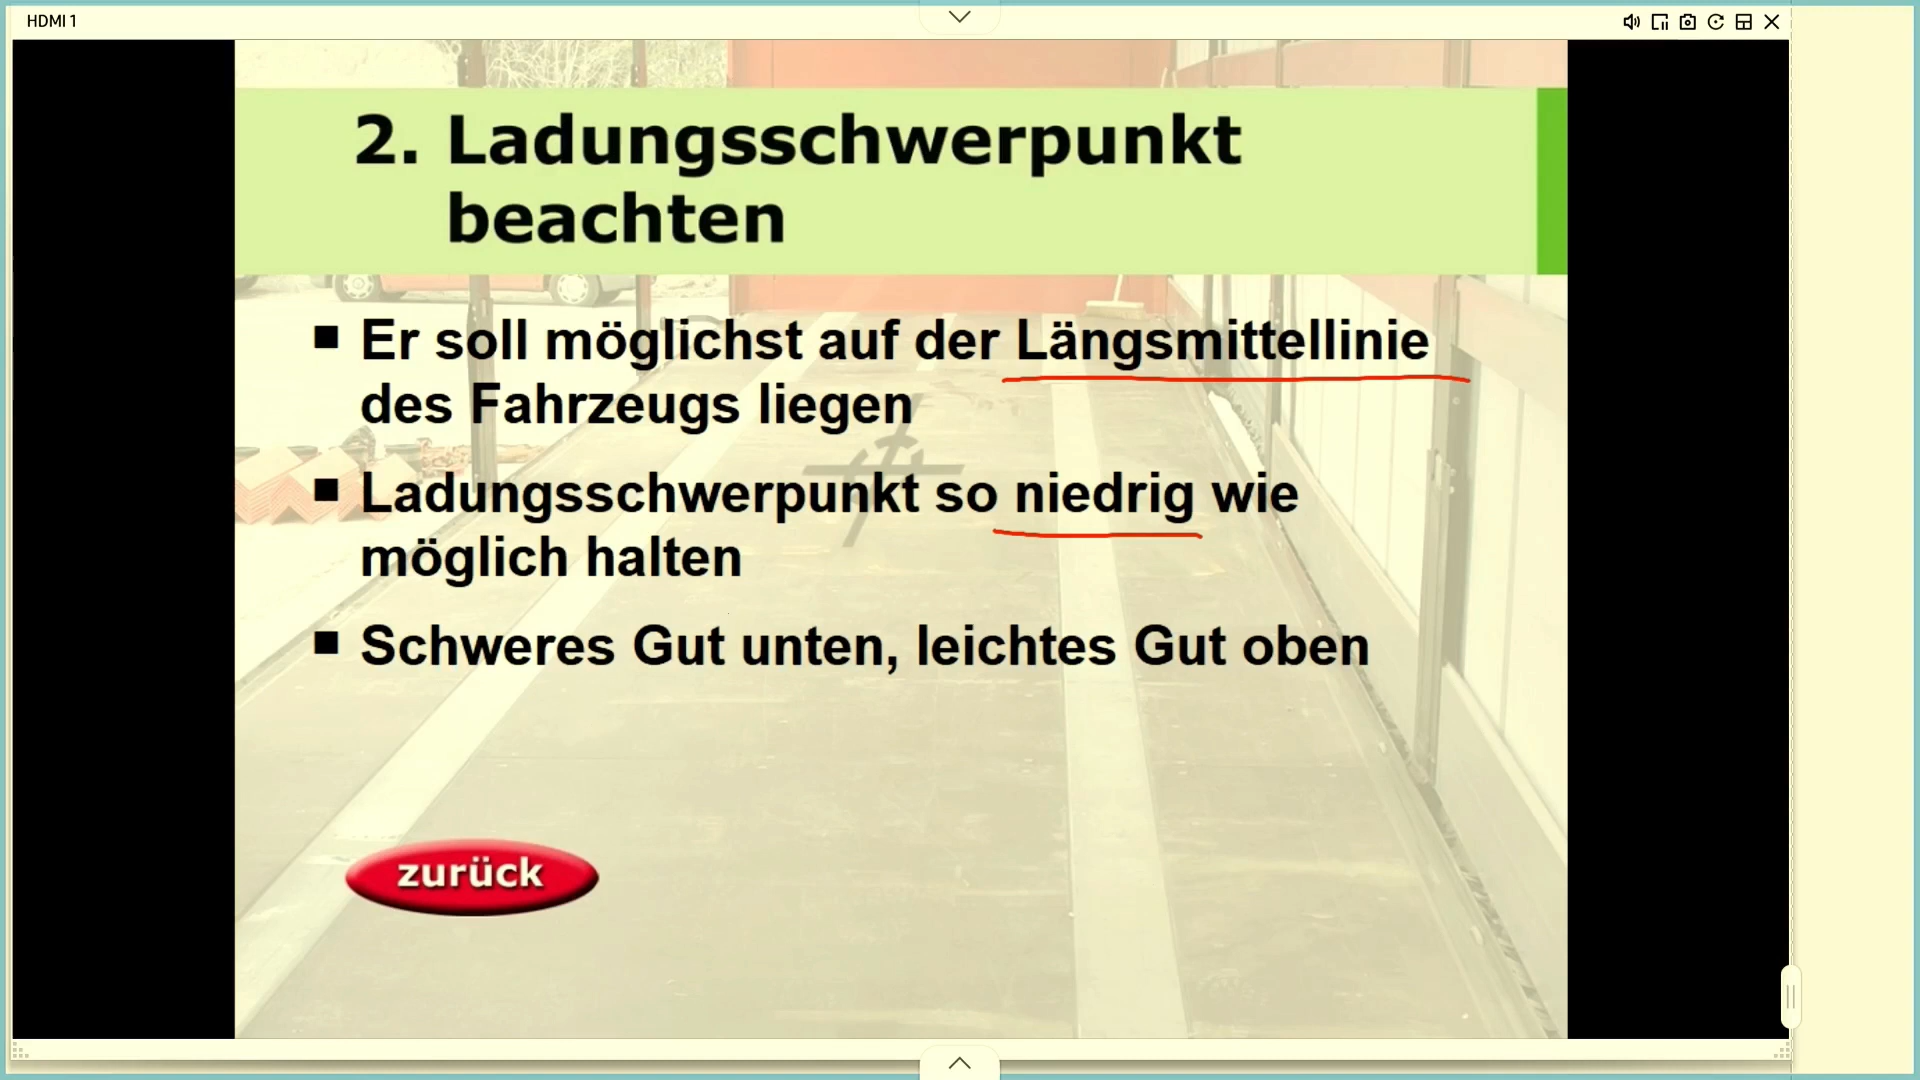 HDMI 1
2. Ladungsschwerpunkt
beachten
■ Er soll möglichst auf der Längsmittellinie
des Fahrzeugs liegen
■ Ladungsschwerpunkt so niedrig wie
möglich halten
■ Schweres Gut unten, leichtes Gut oben
zurück